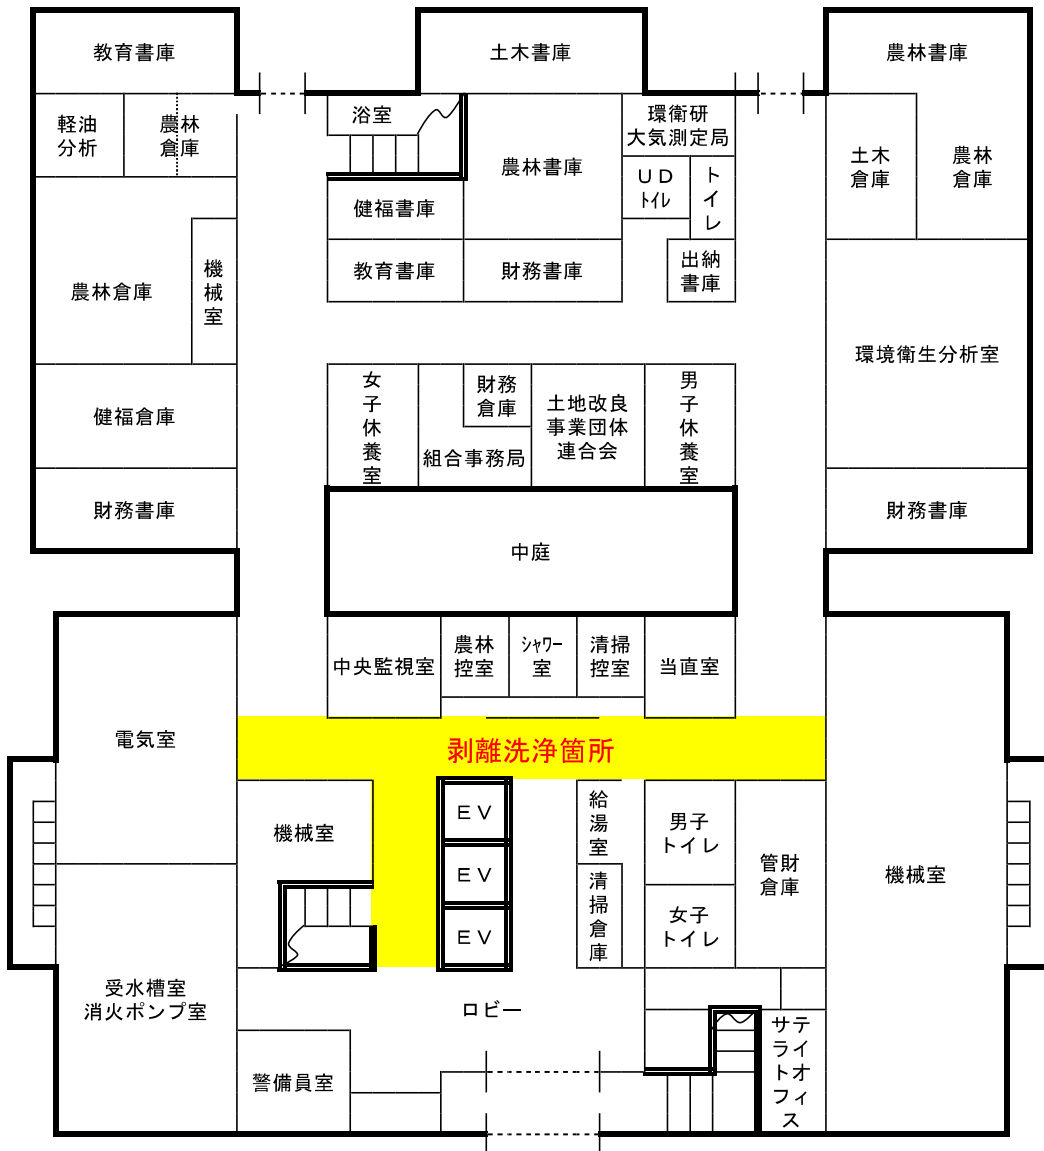 教育書庫
土木書庫
農林書庫
軽油
分析
農林
倉庫
浴室
農林書庫
環衛研
大気測定局
土木
倉庫
農林
倉庫
ＵＤ
ﾄｲﾚ
トイレ
健福書庫
教育書庫
財務書庫
出納
書庫
農林倉庫
機械室
環境衛生分析室
健福倉庫
女子休養室
財務
倉庫
組合事務局
土地改良
事業団体
連合会
男子休養室
財務書庫
財務書庫
中庭
中央監視室
農林
控室
ｼｬﾜｰ
室
清掃
控室
当直室
電気室
剥離洗浄箇所
機械室
ＥＶ
ＥＶ
ＥＶ
給湯室
清掃倉庫
男子
トイレ
女子
トイレ
管財
倉庫
機械室
受水槽室
消火ポンプ室
ロビー
警備員室
サテライトオフィス